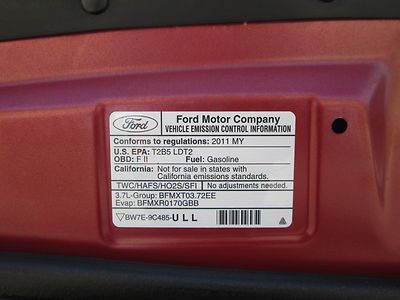 Ford
Ford Motor Company
VEHICLE EMISSION CONTROL INFORMATION
Conforms to regulations: 2011 MY
U.S. EPA: T2B5 LDT2
OBD: F II Fuel: Gasoline
California: Not for sale in states with
California emissions standards.
TWC/HAFS/HO2S/SFI No adjustments needed.
3.7L-Group: BFMXT03.72EE
Evap: BFMXR0170GBB
BW7E-9C485-ULL